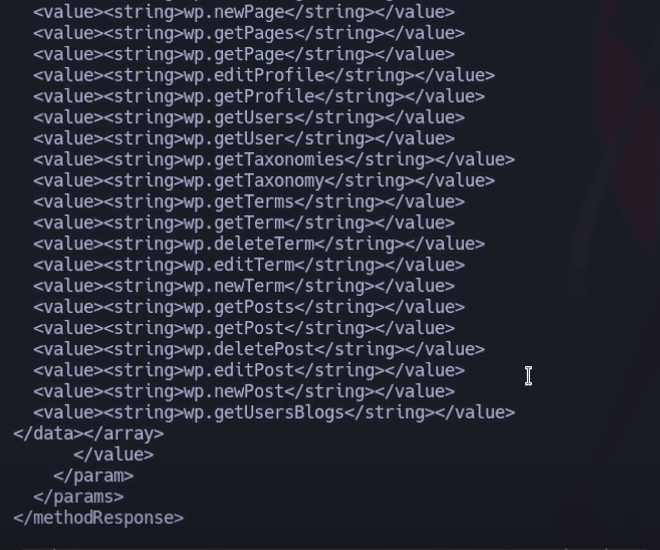 <value><string>wp.newPage</string></value>
<value><string>wp.getPages</string></value>
<value><string>wp.getPage</string></value>
<value><string>wp.editProfile</string></value>
<value><string>wp.getProfile</string></value>
<value><string>wp.getUsers</string></value>
<value><string>wp.getUser</string></value>
<value><string>wp.getTaxonomies</string></value>
<value><string>wp.getTaxonomy</string></value>
<value><string>wp.getTerms</string></value>
<value><string>wp.getTerm</string></value>
<value><string>wp.deleteTerm</string></value>
<value><string>wp.editTerm</string></value>
<value><string>wp.newTerm</string></value>
<value><string>wp.getPosts</string></value>
<value><string>wp.getPost</string></value>
<value><string>wp.deletePost</string></value>
<value><string>wp.editPost</string></value>
<value><string>wp.newPost</string></value>
<value><string>wp.getUsersBlogs</string></value>
</data></array>
</value>
</param>
</params>
</methodResponse>